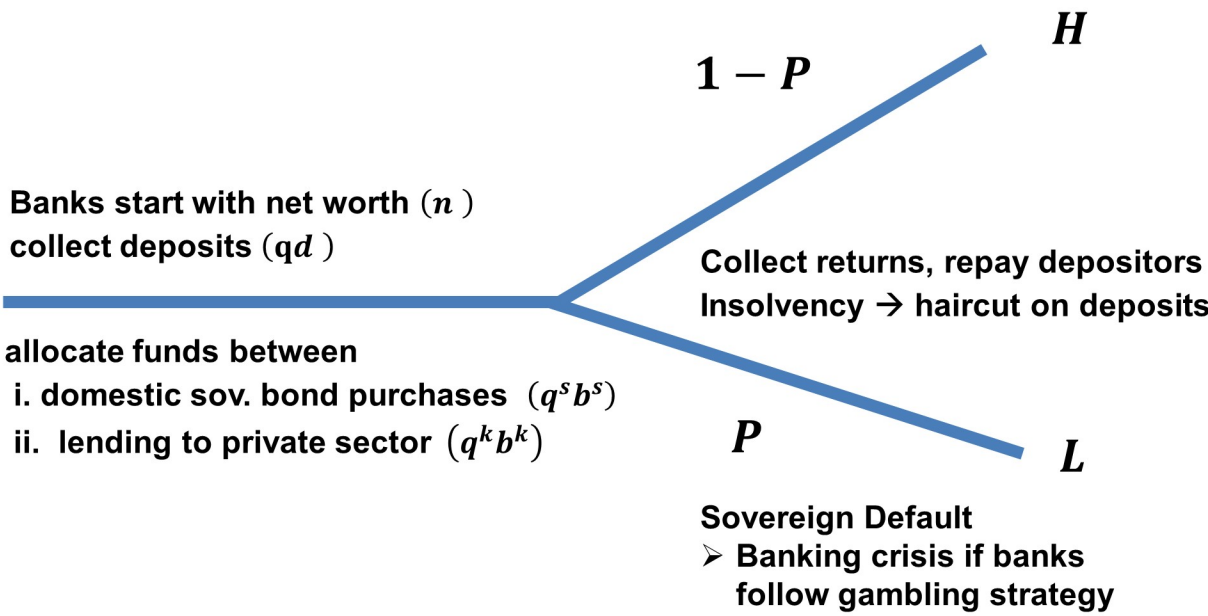 H
1 − P
Banks start with net worth (n )
collect deposits (qd )
Collect returns, repay depositors
Insolvency → haircut on deposits
allocate funds between
i. domestic sov. bond purchases (q^s b^s)
ii. lending to private sector (q^k b^k)
P
L
Sovereign Default
➢ Banking crisis if banks
follow gambling strategy